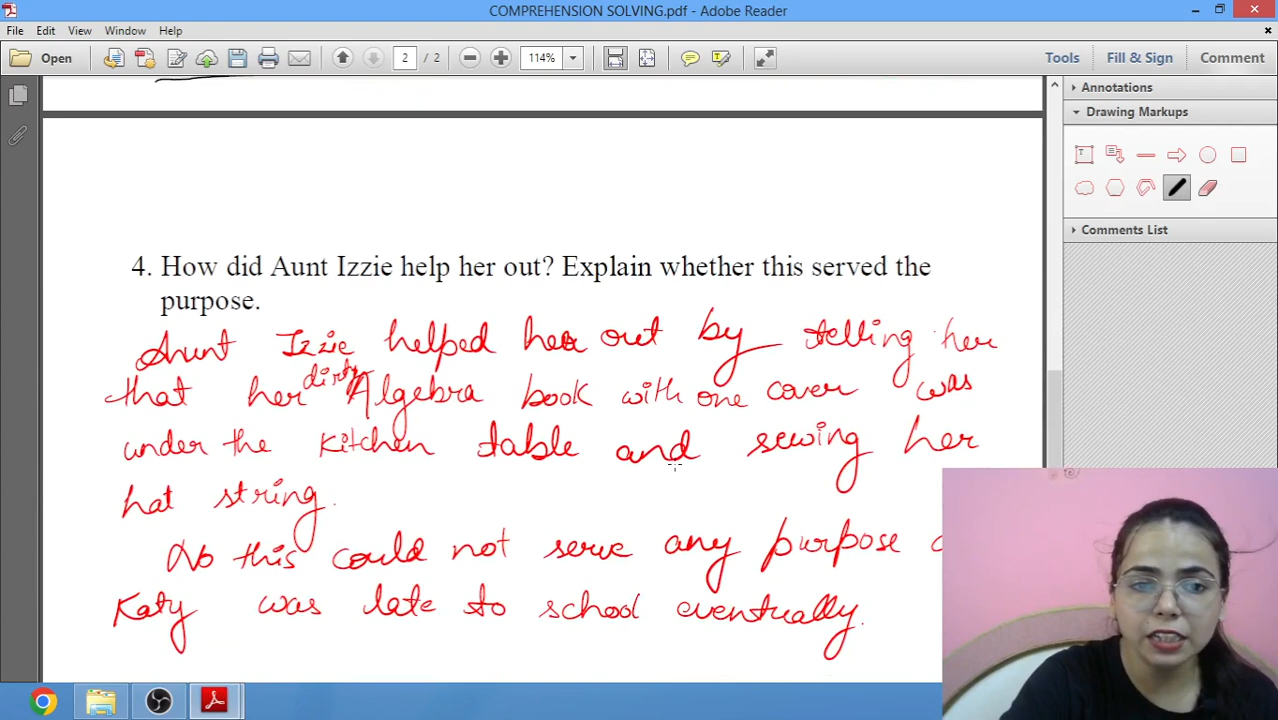 COMPREHENSION SOLVING.pdf - Adobe Reader
File Edit View Window Help
Open 2 / 2 114% Tools Fill & Sign Comment
Annotations
Drawing Markups
Comments List
4. How did Aunt Izzie help her out? Explain whether this served the
purpose.
Aunt Izzie helped her out by telling her
that her dirty Algebra book with one cover was
under the kitchen table and sewing her
hat string.
No this could not serve any purpose
Katy was late to school eventually.